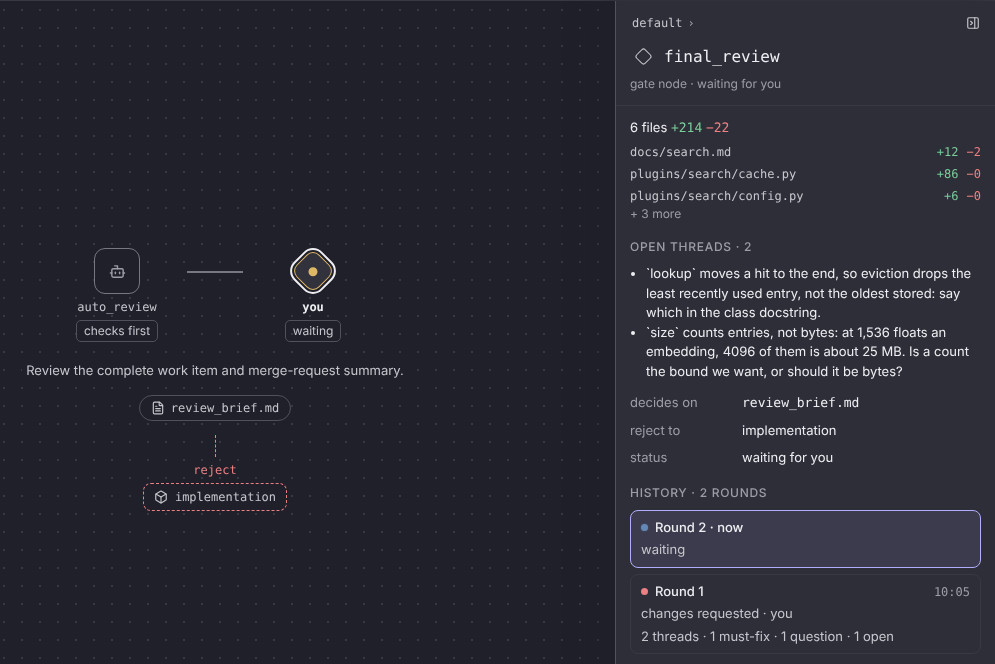 auto_review
checks first
you
waiting
Review the complete work item and merge-request summary.
review_brief.md
reject
implementation
default ›
final_review
gate node · waiting for you
6 files +214 −22
docs/search.md +12 −2
plugins/search/cache.py +86 −0
plugins/search/config.py +6 −0
+ 3 more
OPEN THREADS · 2
• `lookup` moves a hit to the end, so eviction drops the
least recently used entry, not the oldest stored: say
which in the class docstring.
• `size` counts entries, not bytes: at 1,536 floats an
embedding, 4096 of them is about 25 MB. Is a count
the bound we want, or should it be bytes?
decides on review_brief.md
reject to implementation
status waiting for you
HISTORY · 2 ROUNDS
Round 2 · now
waiting
Round 1 10:05
changes requested · you
2 threads · 1 must-fix · 1 question · 1 open